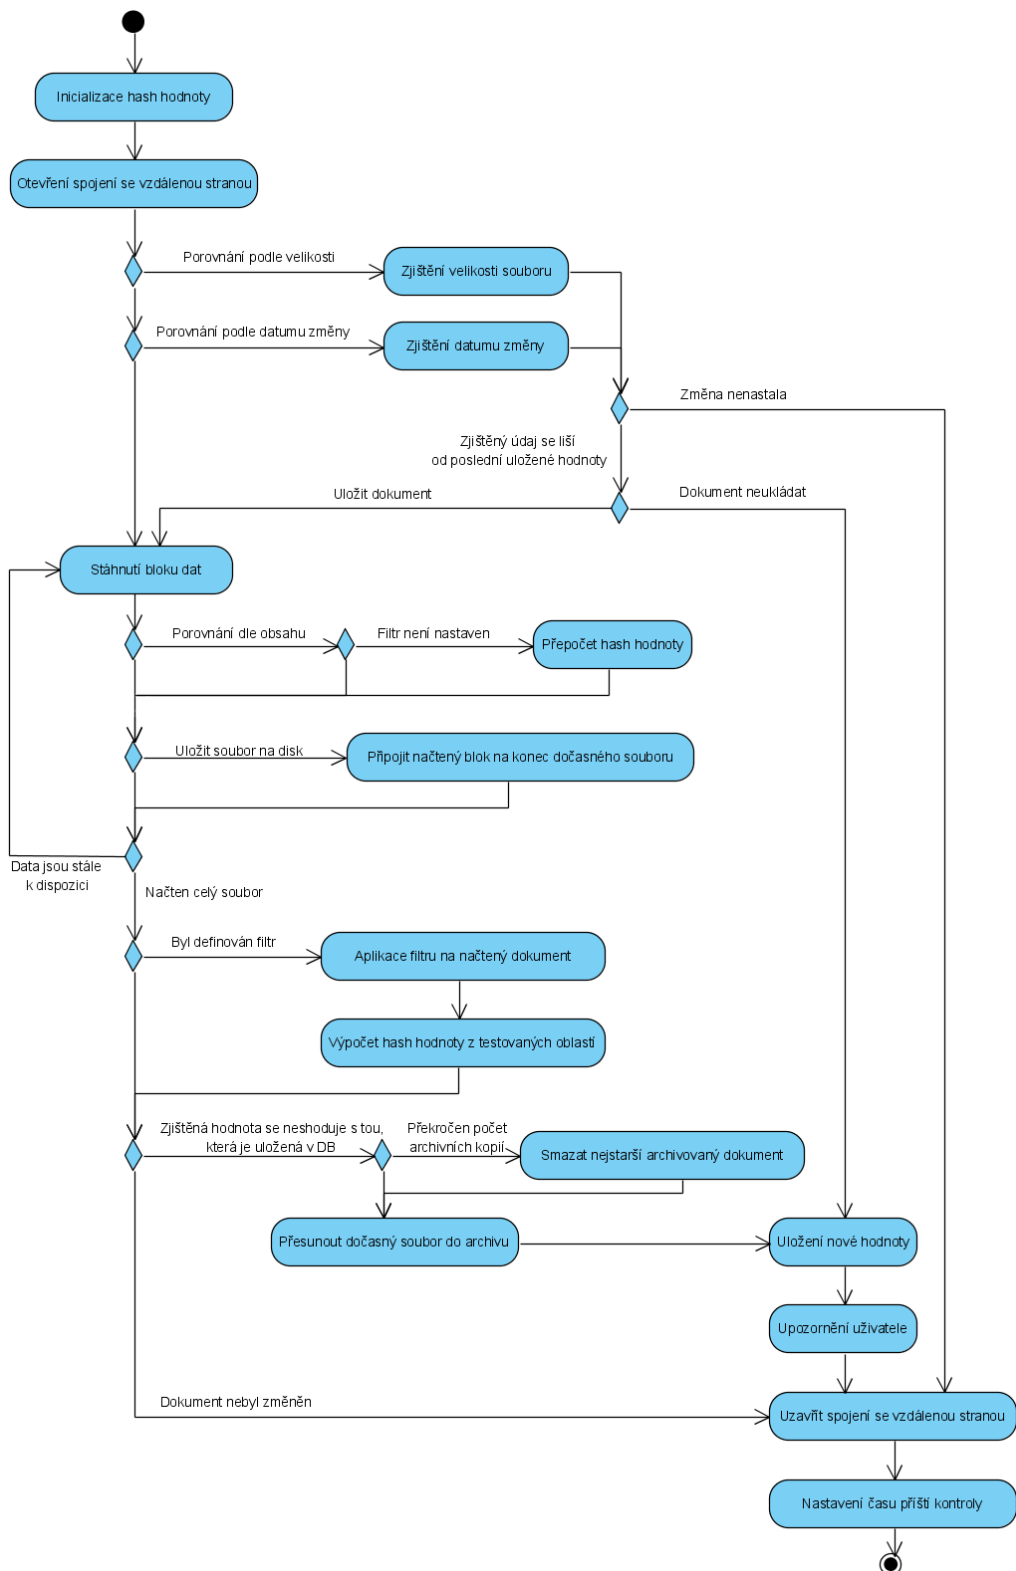 Inicializace hash hodnoty
Otevření spojení se vzdálenou stranou
Porovnání podle velikosti
Zjištění velikosti souboru
Porovnání podle datumu změny
Zjištění datumu změny
Změna nenastala
Zjištěný údaj se liší
od poslední uložené hodnoty
Uložit dokument
Dokument neukládat
Stáhnutí bloku dat
Porovnání dle obsahu
Filtr není nastaven
Přepočet hash hodnoty
Uložit soubor na disk
Připojit načtený blok na konec dočasného souboru
Data jsou stále
k dispozici
Načten celý soubor
Byl definován filtr
Aplikace filtru na načtený dokument
Výpočet hash hodnoty z testovaných oblastí
Zjištěná hodnota se neshoduje s tou,
která je uložená v DB
Překročen počet
archivních kopií
Smazat nejstarší archivovaný dokument
Přesunout dočasný soubor do archivu
Uložení nové hodnoty
Upozornění uživatele
Dokument nebyl změněn
Uzavřít spojení se vzdálenou stranou
Nastavení času příští kontroly